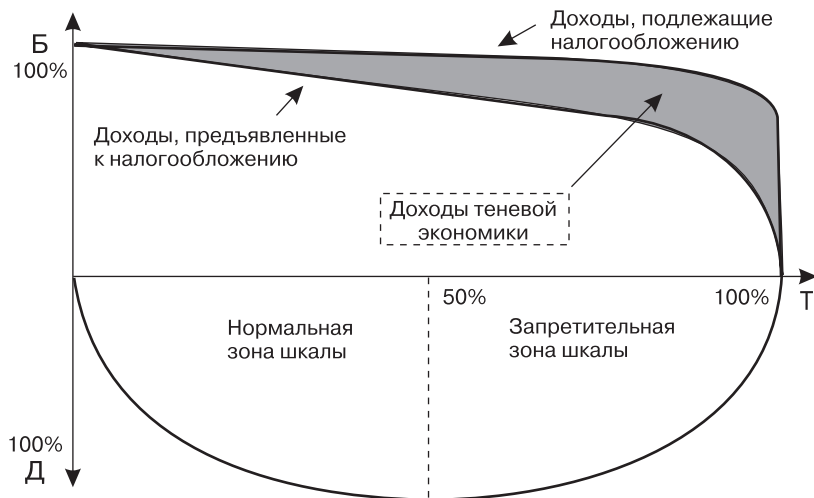 Доходы, подлежащие
налогообложению
Б
100%
Доходы, предъявленные
к налогообложению
Доходы теневой
экономики
50%
100%
Т
Нормальная
зона шкалы
Запретительная
зона шкалы
100%
Д